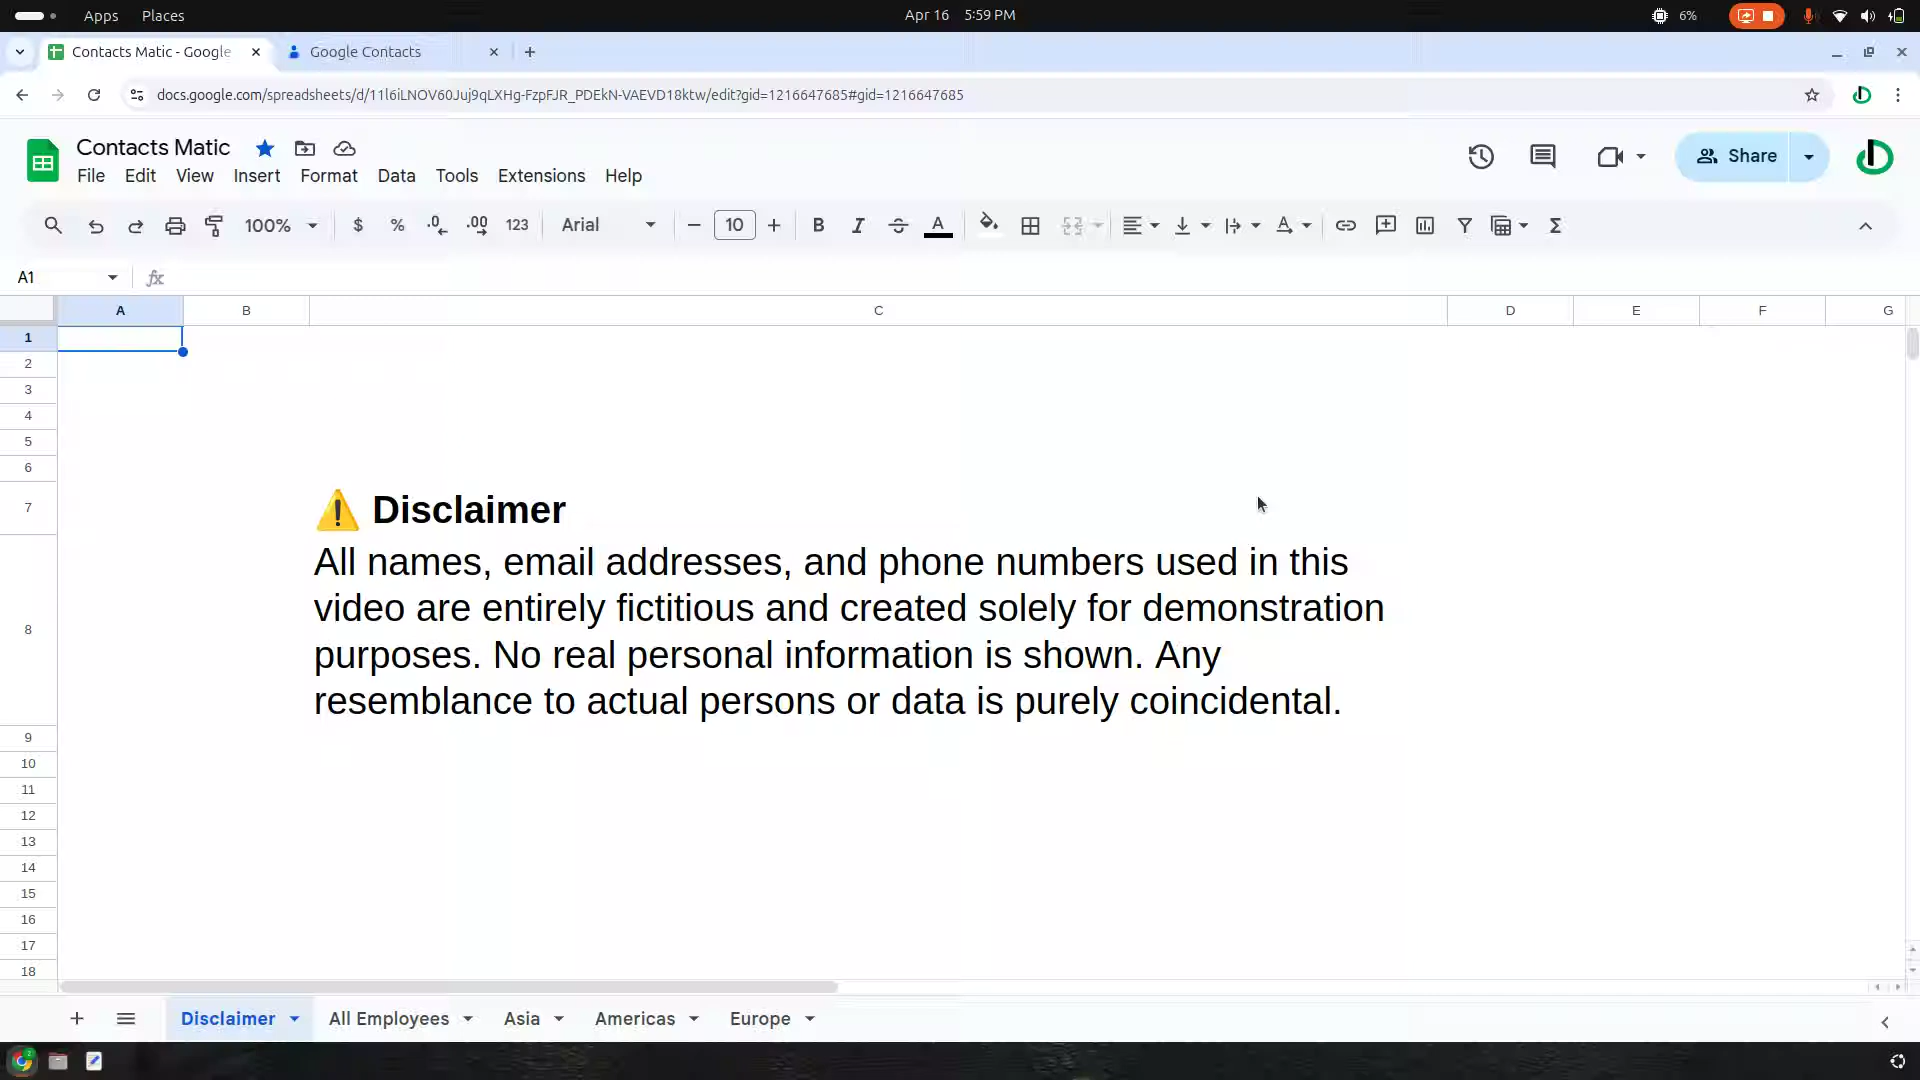 Apps Places Apr 16 5:59 PM 6%
Contacts Matic - Google Google Contacts
docs.google.com/spreadsheets/d/11l6iLNOV60Juj9qLXHg-FzpFJR_PDEkN-VAEVD18ktw/edit?gid=1216647685#gid=1216647685
Contacts Matic
Share
File Edit View Insert Format Data Tools Extensions Help
100% $ % .0 .00 123 Arial 10 B I S A
A1 fx
A B C D E F G
1
2
3
4
5
6
7
⚠️ Disclaimer
8
All names, email addresses, and phone numbers used in this
video are entirely fictitious and created solely for demonstration
purposes. No real personal information is shown. Any
resemblance to actual persons or data is purely coincidental.
9
10
11
12
13
14
15
16
17
18
Disclaimer All Employees Asia Americas Europe